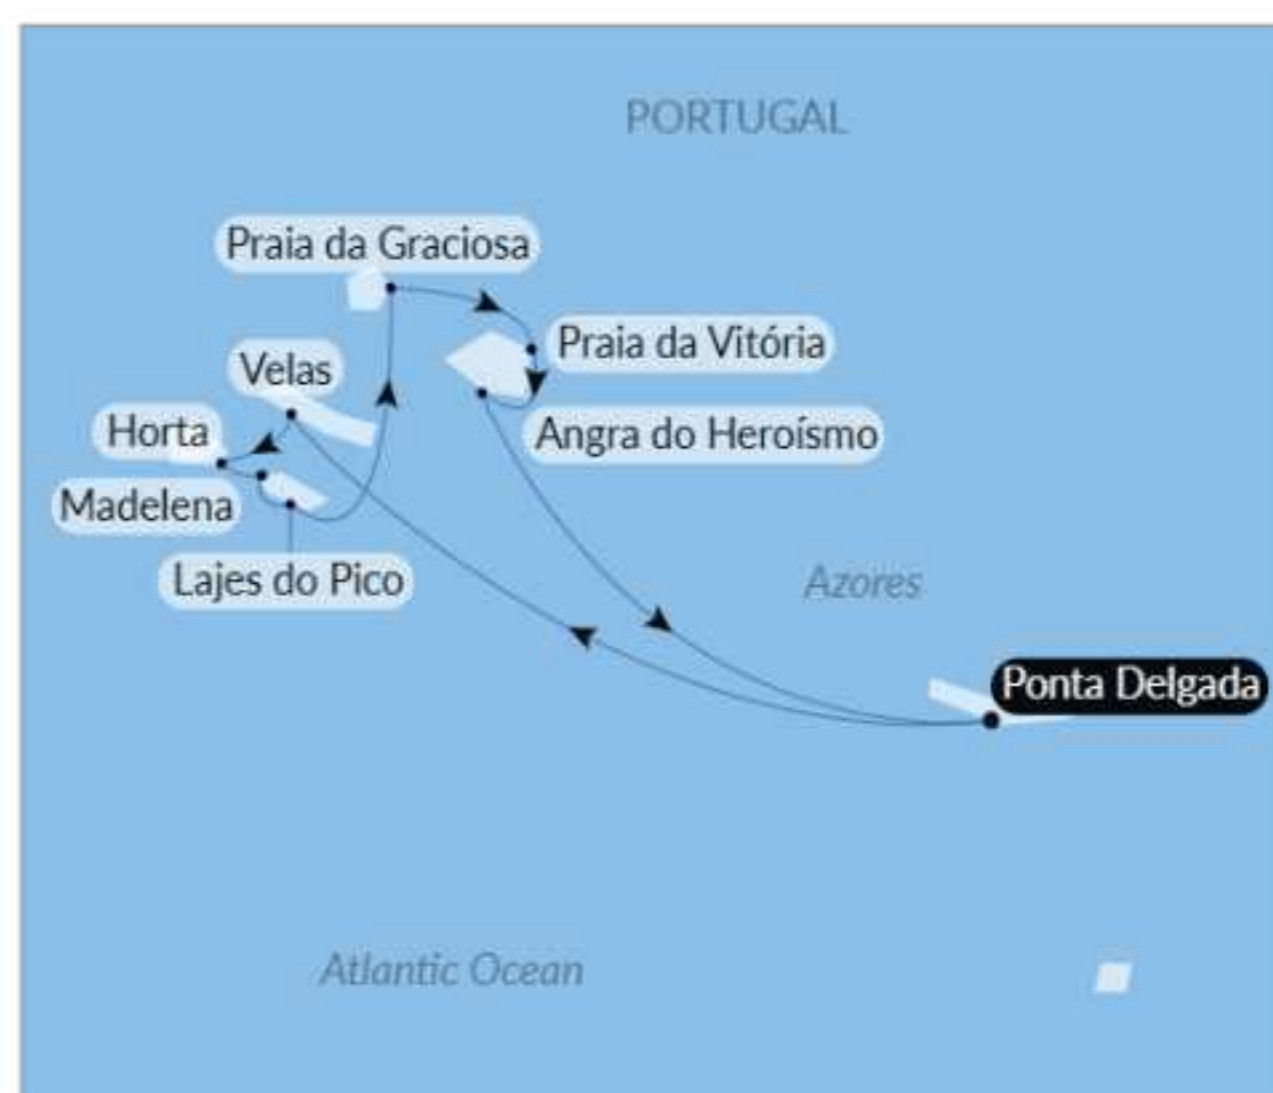 PORTUGAL
Praia da Graciosa
Praia da Vitória
Velas
Horta
Angra do Heroísmo
Madelena
Lajes do Pico
Azores
Ponta Delgada
Atlantic Ocean